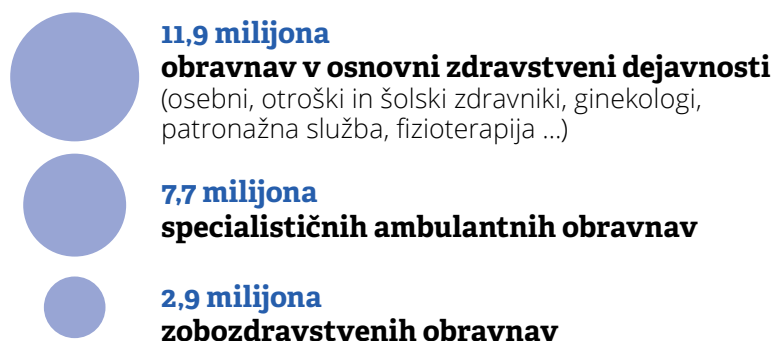 11,9 milijona
obravnav v osnovni zdravstveni dejavnosti
(osebni, otroški in šolski zdravniki, ginekologi,
patronažna služba, fizioterapija ...)
7,7 milijona
specialističnih ambulantnih obravnav
2,9 milijona
zobozdravstvenih obravnav